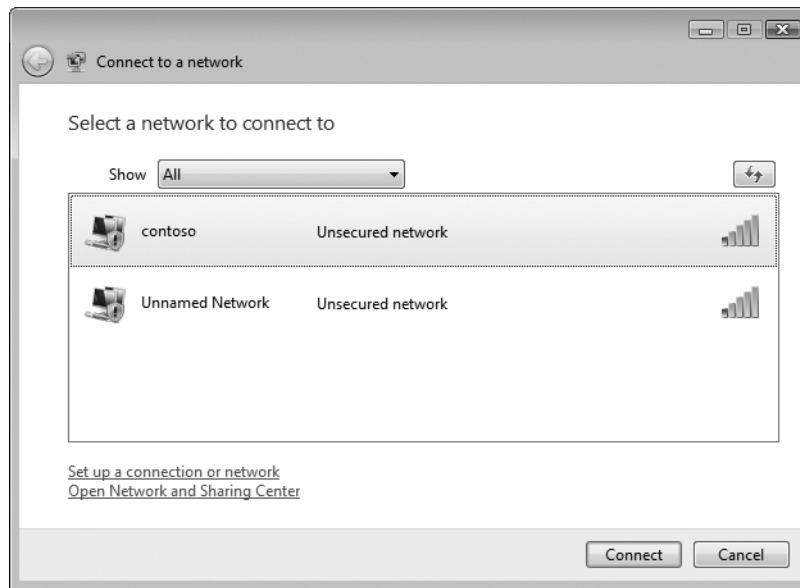 Connect to a network
Select a network to connect to
Show All
contoso Unsecured network
Unnamed Network Unsecured network
Set up a connection or network
Open Network and Sharing Center
Connect Cancel